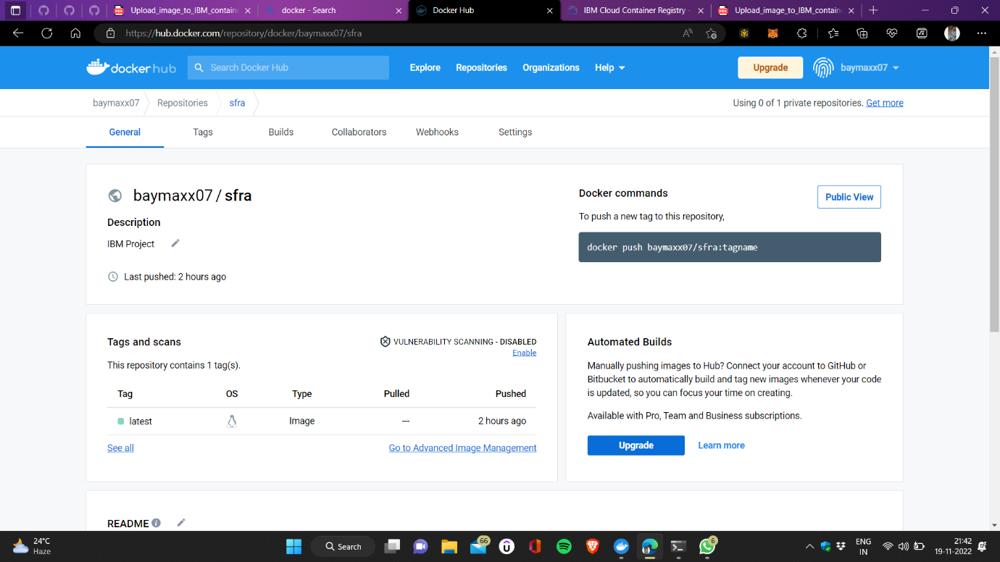 Upload_image_to_IBM_contain
docker - Search
Docker Hub
IBM Cloud Container Registry -
Upload_image_to_IBM_contain
https://hub.docker.com/repository/docker/baymaxx07/sfra
docker hub
Search Docker Hub
Explore
Repositories
Organizations
Help
Upgrade
baymaxx07
baymaxx07
Repositories
sfra
Using 0 of 1 private repositories. Get more
General
Tags
Builds
Collaborators
Webhooks
Settings
baymaxx07 / sfra
Description
IBM Project
Last pushed: 2 hours ago
Docker commands
Public View
To push a new tag to this repository,
docker push baymaxx07/sfra:tagname
Tags and scans
VULNERABILITY SCANNING - DISABLED
Enable
This repository contains 1 tag(s).
Tag
OS
Type
Pulled
Pushed
latest
Image
---
2 hours ago
See all
Go to Advanced Image Management
Automated Builds
Manually pushing images to Hub? Connect your account to GitHub or
Bitbucket to automatically build and tag new images whenever your code
is updated, so you can focus your time on creating.
Available with Pro, Team and Business subscriptions.
Upgrade
Learn more
README
24°C
Haze
Search
66
6
ENG
IN
21:42
19-11-2022